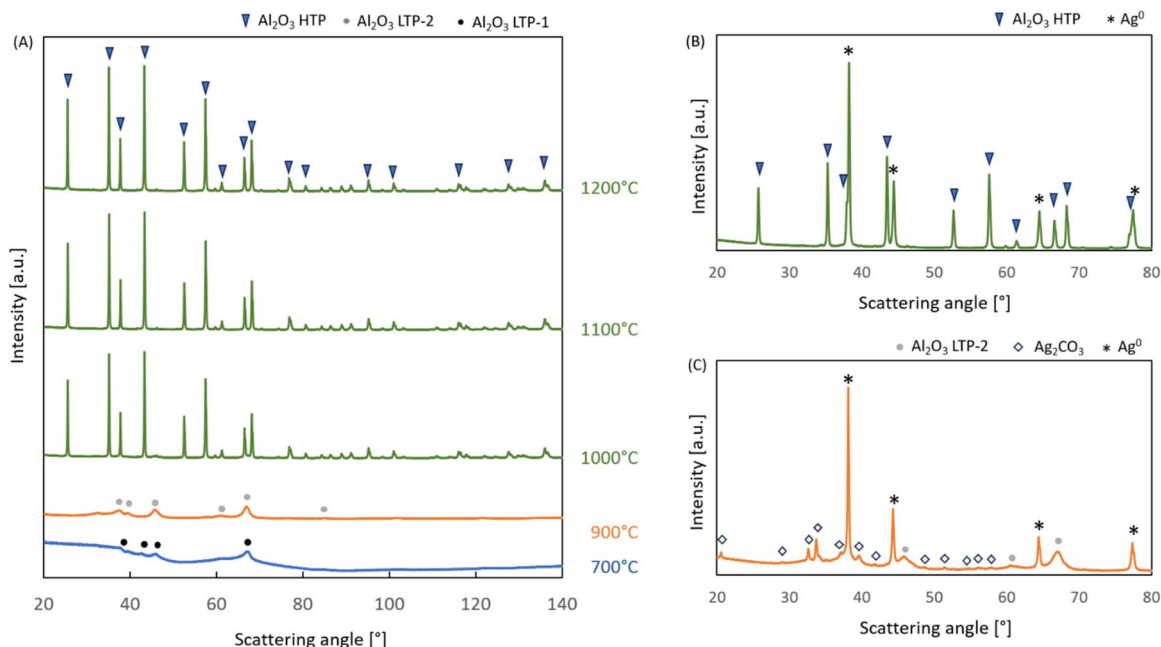 (A)
Al₂O₃ HTP Al₂O₃ LTP-2 Al₂O₃ LTP-1
Intensity [a.u.]
1200°C
1100°C
1000°C
900°C
700°C
20 40 60 80 100 120 140
Scattering angle [°]
(B)
Al₂O₃ HTP * Ag⁰
Intensity [a.u.]
* * * *
20 30 40 50 60 70 80
Scattering angle [°]
(C)
Al₂O₃ LTP-2 Ag₂CO₃ * Ag⁰
Intensity [a.u.]
* * * *
20 30 40 50 60 70 80
Scattering angle [°]